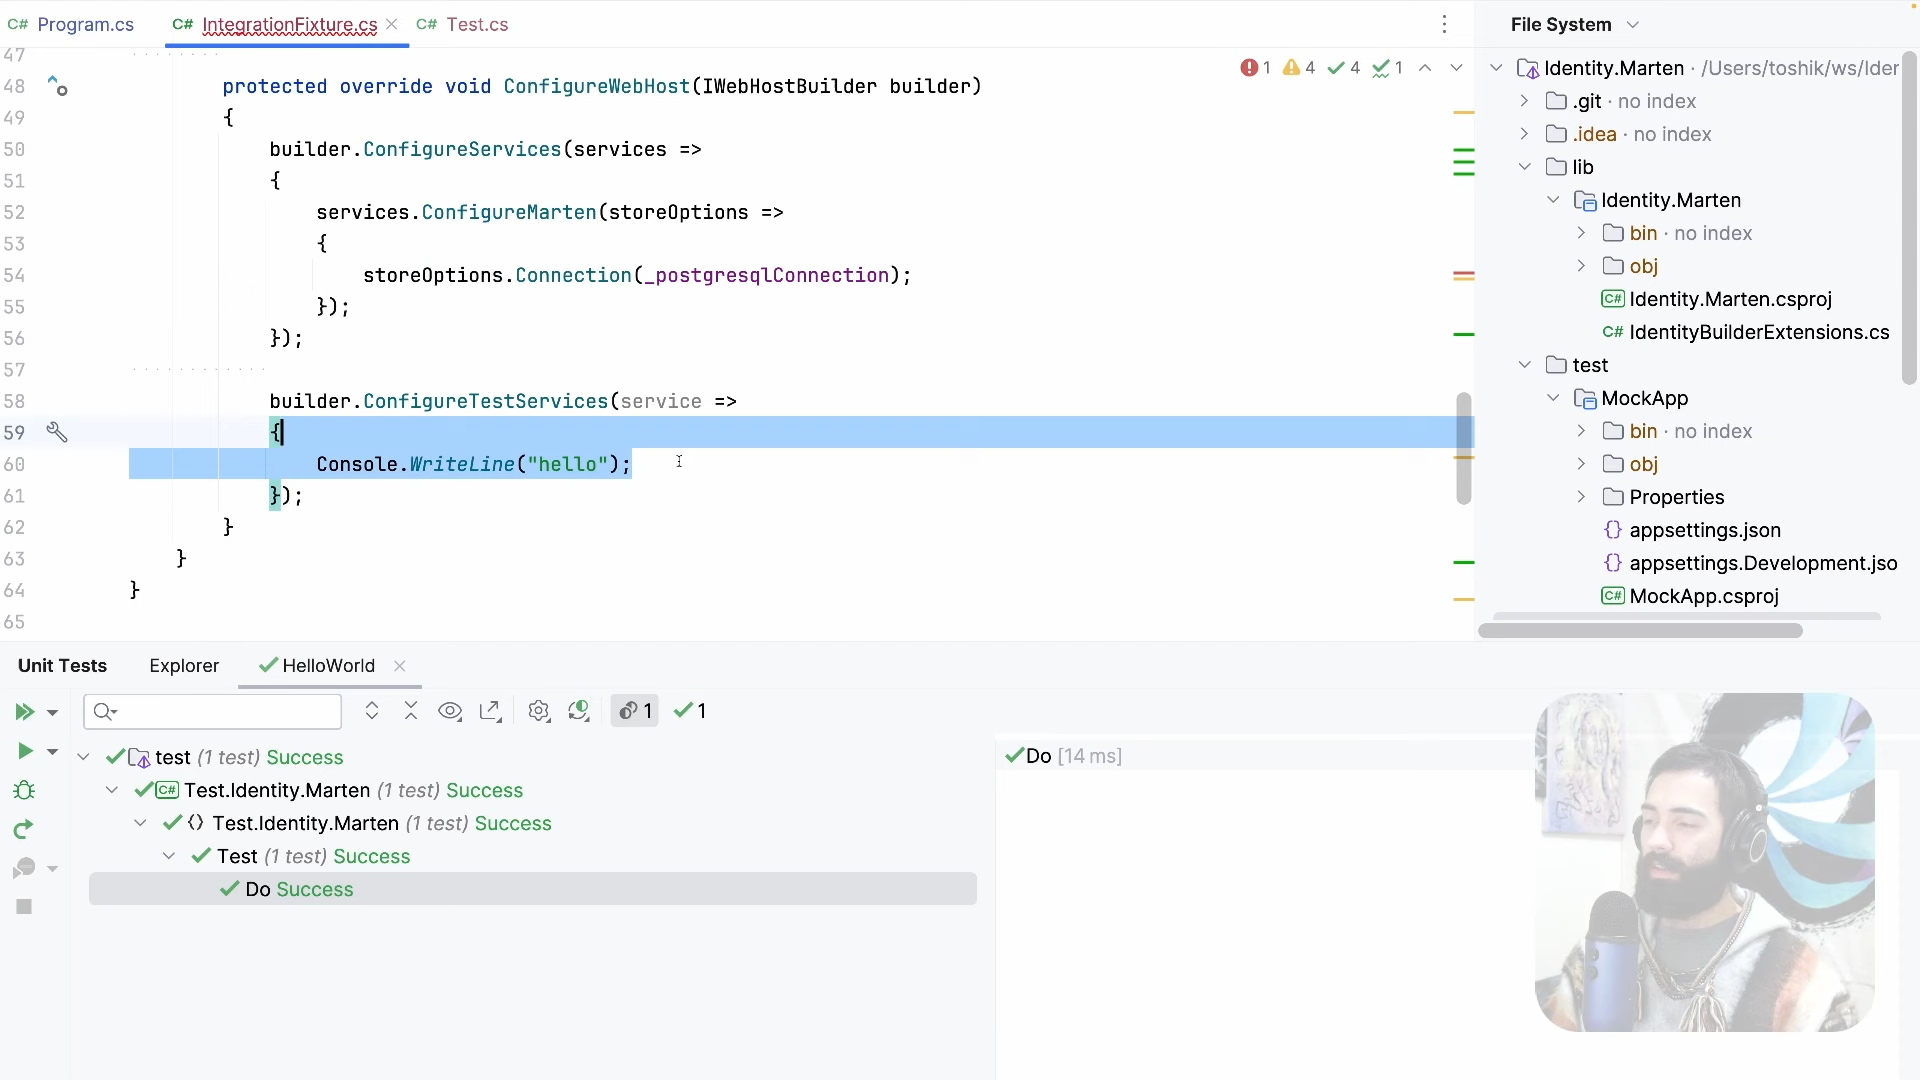 C# Program.cs
C# IntegrationFixture.cs
C# Test.cs
File System
47
48 protected override void ConfigureWebHost(IWebHostBuilder builder)
49 {
50 builder.ConfigureServices(services =>
51 {
52 services.ConfigureMarten(storeOptions =>
53 {
54 storeOptions.Connection(_postgresqlConnection);
55 });
56 });
57
58 builder.ConfigureTestServices(service =>
59 {
60 Console.WriteLine("hello");
61 });
62 }
63 }
64 }
65
1 4 4 1
Identity.Marten · /Users/toshik/ws/Ider
.git · no index
.idea · no index
lib
Identity.Marten
bin · no index
obj
C# Identity.Marten.csproj
C# IdentityBuilderExtensions.cs
test
MockApp
bin · no index
obj
Properties
{} appsettings.json
{} appsettings.Development.jso
C# MockApp.csproj
Unit Tests
Explorer
HelloWorld
1
1
test (1 test) Success
C# Test.Identity.Marten (1 test) Success
Test.Identity.Marten (1 test) Success
Test (1 test) Success
Do Success
Do [14 ms]